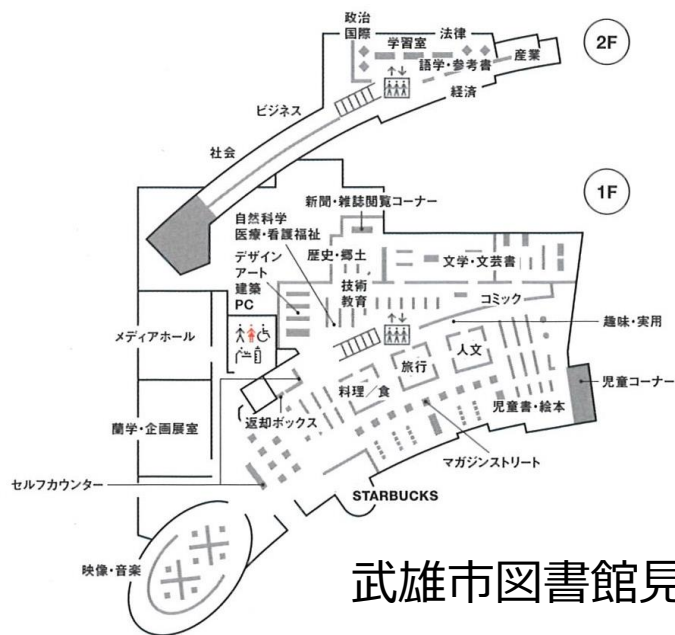 政治
国際
学習室
法律
語学・参考書
産業
経済
ビジネス
社会
2F
1F
新聞・雑誌閲覧コーナー
自然科学
医療・看護福祉
歴史・郷土
デザイン
アート
建築
PC
技術
教育
文学・文芸書
コミック
趣味・実用
メディアホール
人文
旅行
料理/食
児童コーナー
児童書・絵本
返却ボックス
蘭学・企画展室
マガジンストリート
セルフカウンター
STARBUCKS
映像・音楽
武雄市図書館見